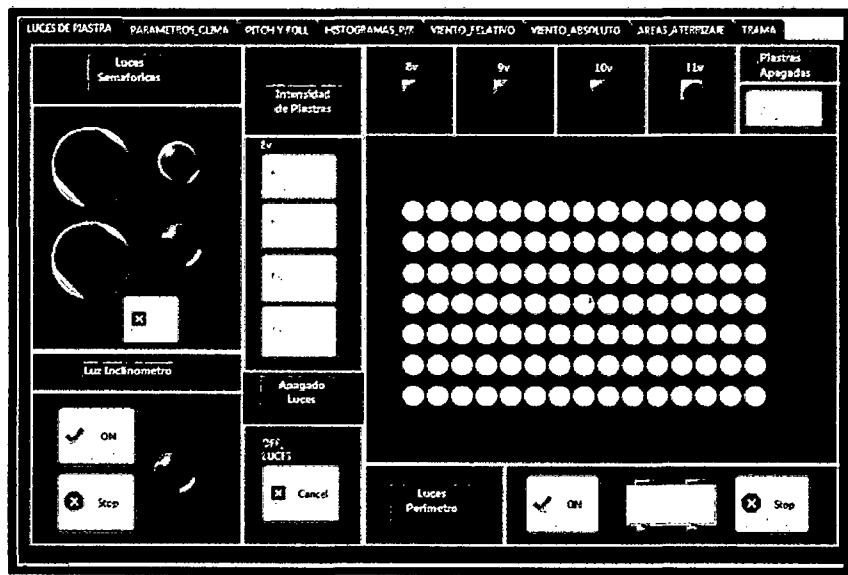 LUCES DE PIASTRA PARAMETROS_CLIMA PITCH Y ROLL HISTOGRAMAS_P/R VIENTO_RELATIVO VIENTO_ABSOLUTO AREAS_ATERRIZAJE TRAMA
Luces
Semaforicas
Intensidad
de Piastras
8v
9v
10v
11v
Piastras
Apagadas
Luz Inclinometro
ON
Stop
Apagado
Luces
OFF_
LUCES
Cancel
Luces
Perimetro
ON
Stop